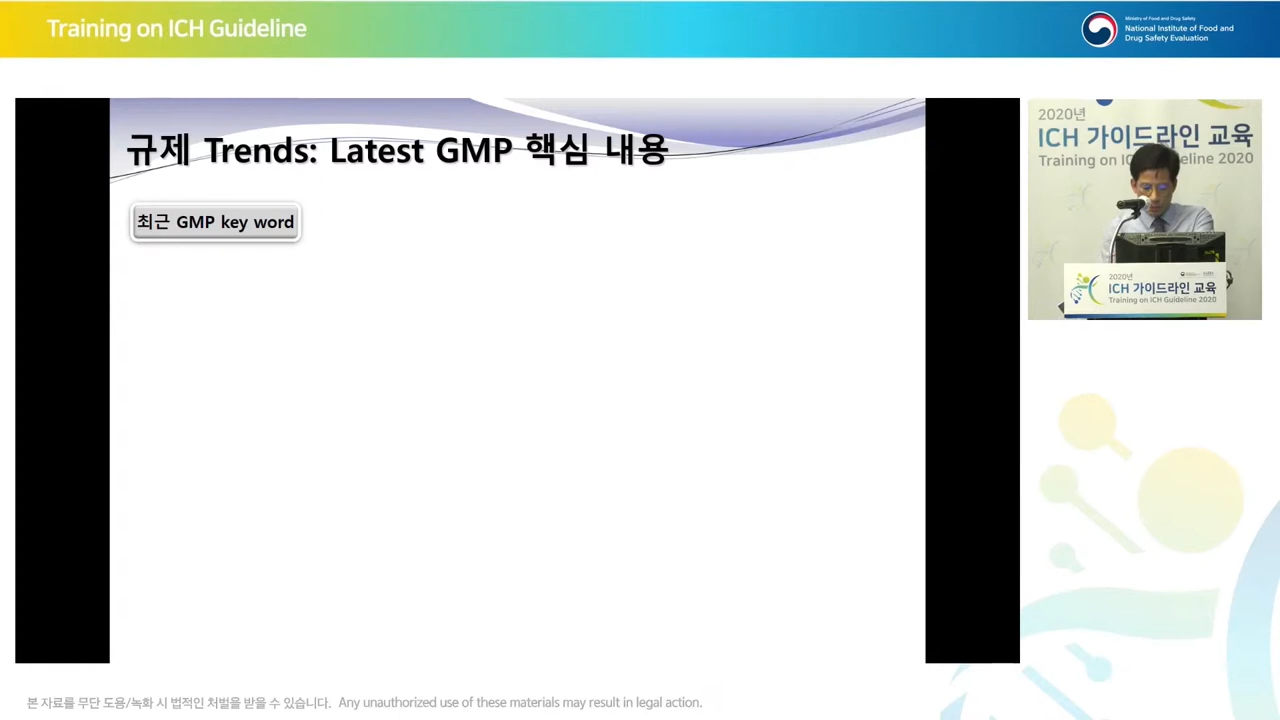 Training on ICH Guideline
Ministry of Food and Drug Safety
National Institute of Food and
Drug Safety Evaluation
규제 Trends: Latest GMP 핵심 내용
최근 GMP key word
2020년
ICH 가이드라인 교육
Training on ICH Guideline 2020
2020년
ICH 가이드라인 교육
Training on ICH Guideline 2020
본 자료를 무단 도용/녹화 시 법적인 처벌을 받을 수 있습니다. Any unauthorized use of these materials may result in legal action.